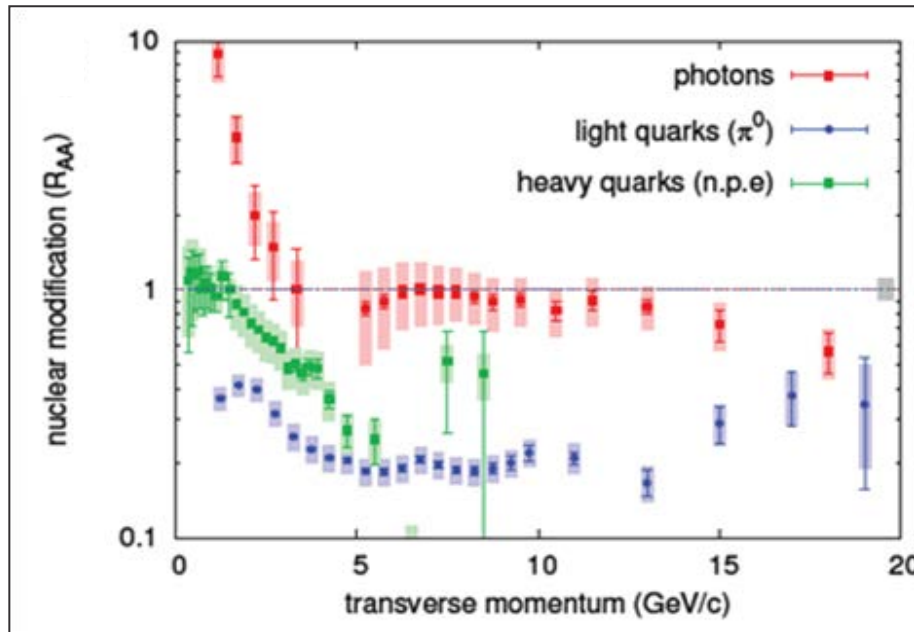 10
photons
light quarks (π⁰)
heavy quarks (n.p.e)
nuclear modification (R_AA)
1
0.1
0 5 10 15 20
transverse momentum (GeV/c)